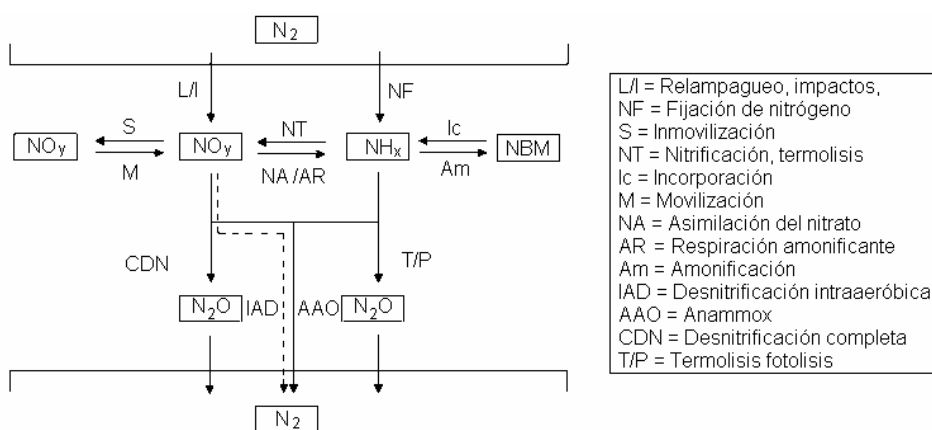 N2
L/I
NF
NOy
S
M
NOy
NT
NA/AR
NHx
Ic
Am
NBM
CDN
T/P
N2O
IAD
AAO
N2O
N2
L/I = Relampagueo, impactos,
NF = Fijación de nitrógeno
S = Inmovilización
NT = Nitrificación, termolisis
Ic = Incorporación
M = Movilización
NA = Asimilación del nitrato
AR = Respiración amonificante
Am = Amonificación
IAD = Desnitrificación intraaeróbica
AAO = Anammox
CDN = Desnitrificación completa
T/P = Termolisis fotolisis